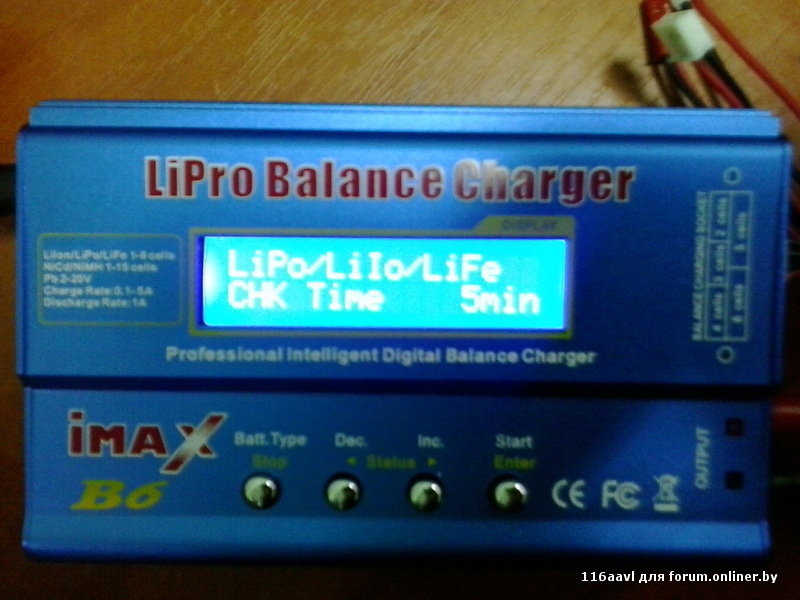 LiPro Balance Charger
DISPLAY
LiIon/LiPo/LiFe 1-6 cells
NiCd/NiMH 1-15 cells
Pb 2-20V
Charge Rate:0.1-5A
Discharge Rate:1A
LiPo/LiIo/LiFe
CHK Time 5min
BALANCE CHARGING SOCKET
2 cells
3 cells
4 cells
5 cells
6 cells
Professional Intelligent Digital Balance Charger
iMAX
B6
Batt.Type Dec. Inc. Start
Stop ◄ Status ► Enter
CE FC
OUTPUT
116aavl для forum.onliner.by